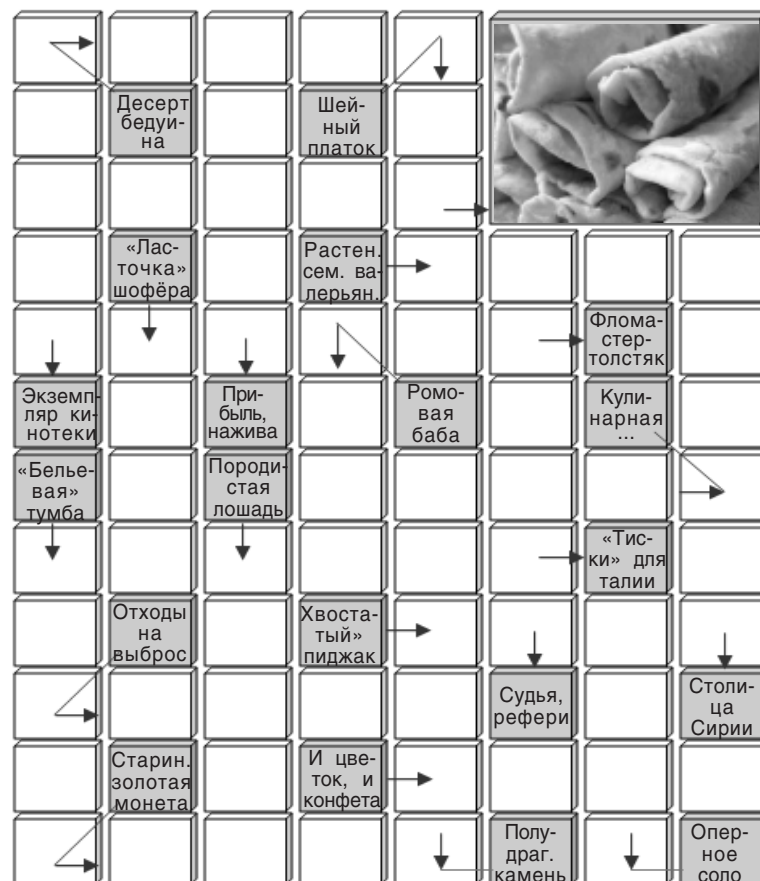 Десерт
бедуи-
на
Шей-
ный
платок
«Лас-
точка»
шофёра
Растен.
сем. ва-
лерьян.
Флома-
стер-
толстяк
Экземп-
ляр ки-
нотеки
При-
быль,
нажива
Ромо-
вая
баба
Кули-
нарная
...
«Белье-
вая»
тумба
Породи-
стая
лошадь
«Тис-
ки» для
талии
Отходы
на
выброс
Хвоста-
тый»
пиджак
Судья,
рефери
Столи-
ца
Сирии
Старин.
золотая
монета
И цве-
ток, и
конфета
Полу-
драг.
камень
Опер-
ное
соло